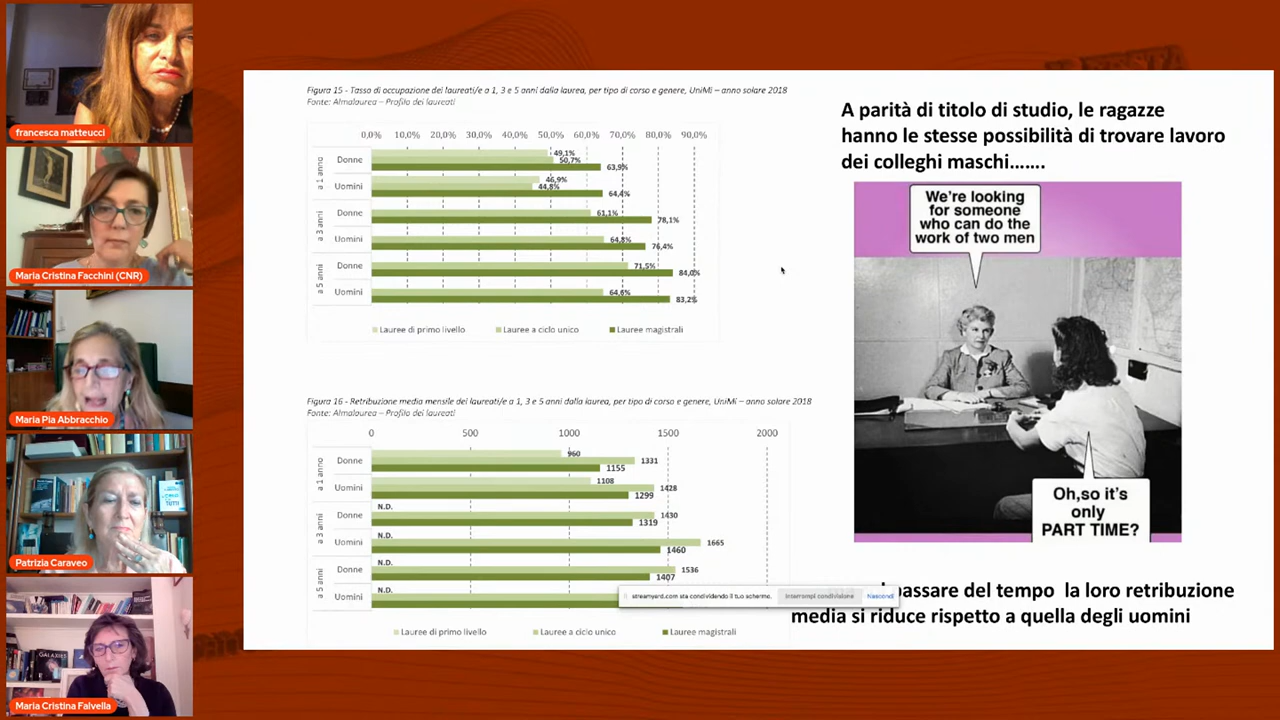 francesca matteucci
Maria Cristina Facchini (CNR)
Maria Pia Abbracchio
Patrizia Caraveo
Maria Cristina Falvella
Figura 15 - Tasso di occupazione dei laureati/e a 1, 3 e 5 anni dalla laurea, per tipo di corso e genere, UniMi – anno solare 2018
Fonte: Almalaurea – Profilo dei laureati
0,0% 10,0% 20,0% 30,0% 40,0% 50,0% 60,0% 70,0% 80,0% 90,0%
a 1 anno
Donne
49,1%
50,7%
63,9%
Uomini
46,9%
44,8%
64,4%
a 3 anni
Donne
61,1%
78,1%
Uomini
64,8%
76,4%
a 5 anni
Donne
71,5%
84,0%
Uomini
64,6%
83,2%
Lauree di primo livello Lauree a ciclo unico Lauree magistrali
Figura 16 - Retribuzione media mensile dei laureati/e a 1, 3 e 5 anni dalla laurea, per tipo di corso e genere, UniMi – anno solare 2018
Fonte: Almalaurea – Profilo dei laureati
0 500 1000 1500 2000
a 1 anno
Donne
960
1331
1155
Uomini
1108
1428
1299
a 3 anni
Donne
N.D.
1430
1319
Uomini
N.D.
1665
1460
a 5 anni
Donne
N.D.
1536
1407
Uomini
N.D.
Lauree di primo livello Lauree a ciclo unico Lauree magistrali
A parità di titolo di studio, le ragazze
hanno le stesse possibilità di trovare lavoro
dei colleghi maschi.......
We're looking
for someone
who can do the
work of two men
Oh,so it's
only
PART TIME?
streamyard.com sta condividendo il tuo schermo. Interrompi condivisione Nascondi
passare del tempo la loro retribuzione
media si riduce rispetto a quella degli uomini
GALAXIES